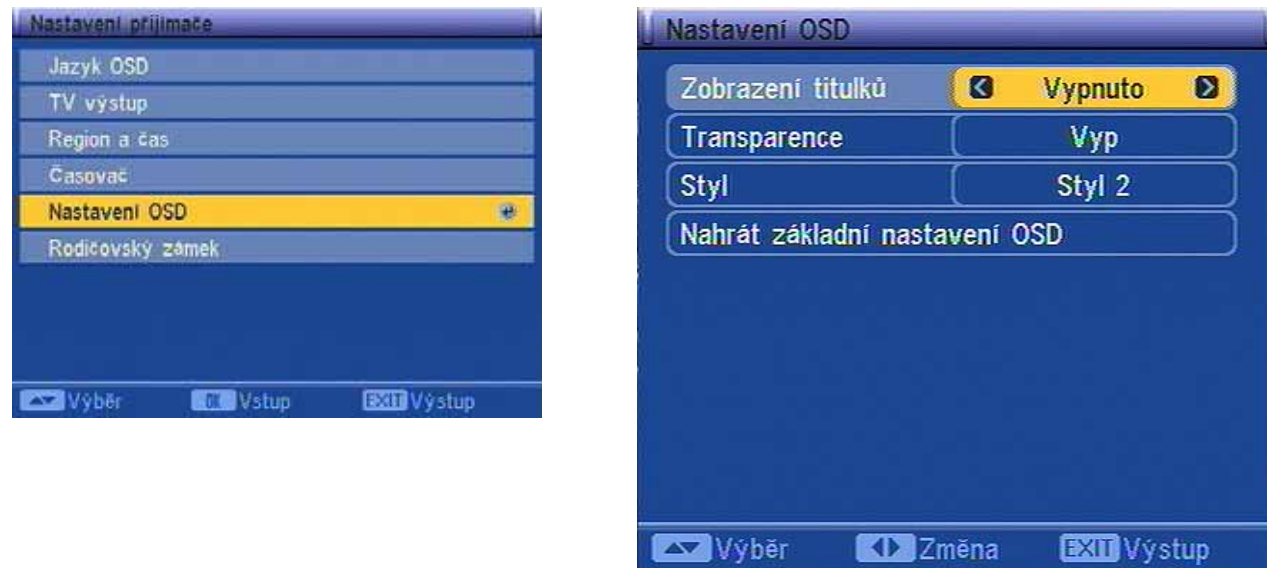 Nastavení přijímače
Jazyk OSD
TV výstup
Region a čas
Časovač
Nastavení OSD
Rodičovský zámek
Výběr OK Vstup EXIT Výstup
Nastavení OSD
Zobrazení titulků Vypnuto
Transparence Vyp
Styl Styl 2
Nahrát základní nastavení OSD
Výběr Změna EXIT Výstup